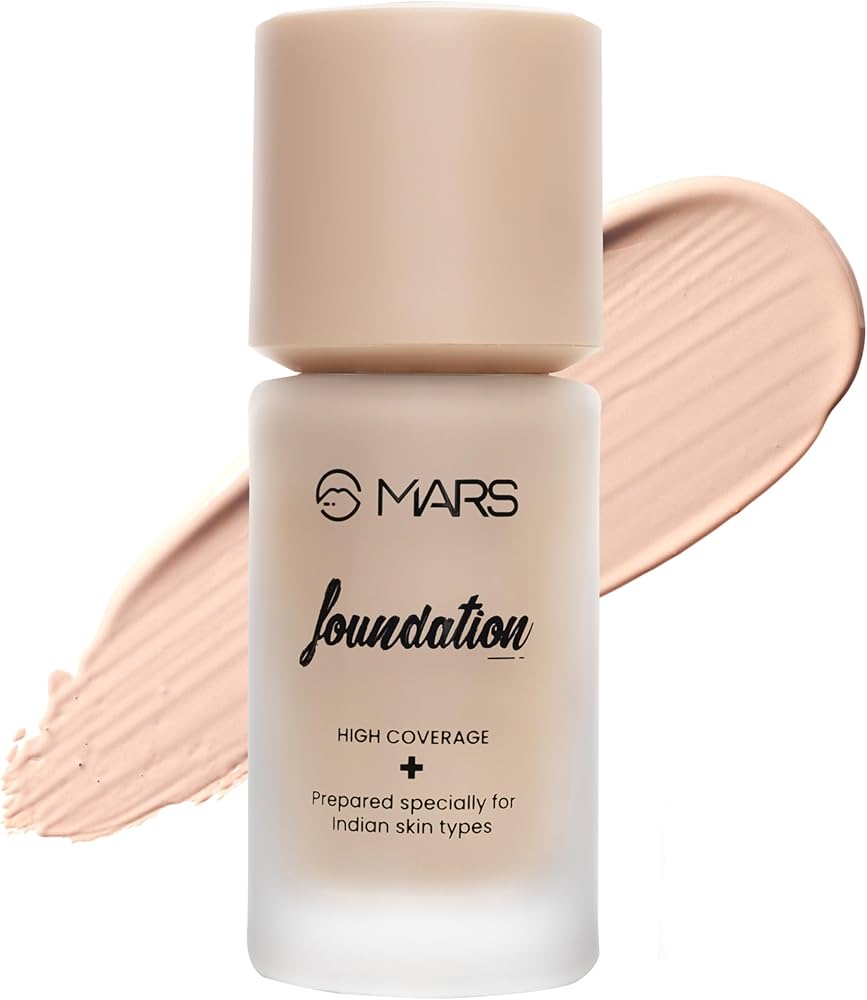 MARS
foundation
HIGH COVERAGE
+
Prepared specially for
Indian skin types